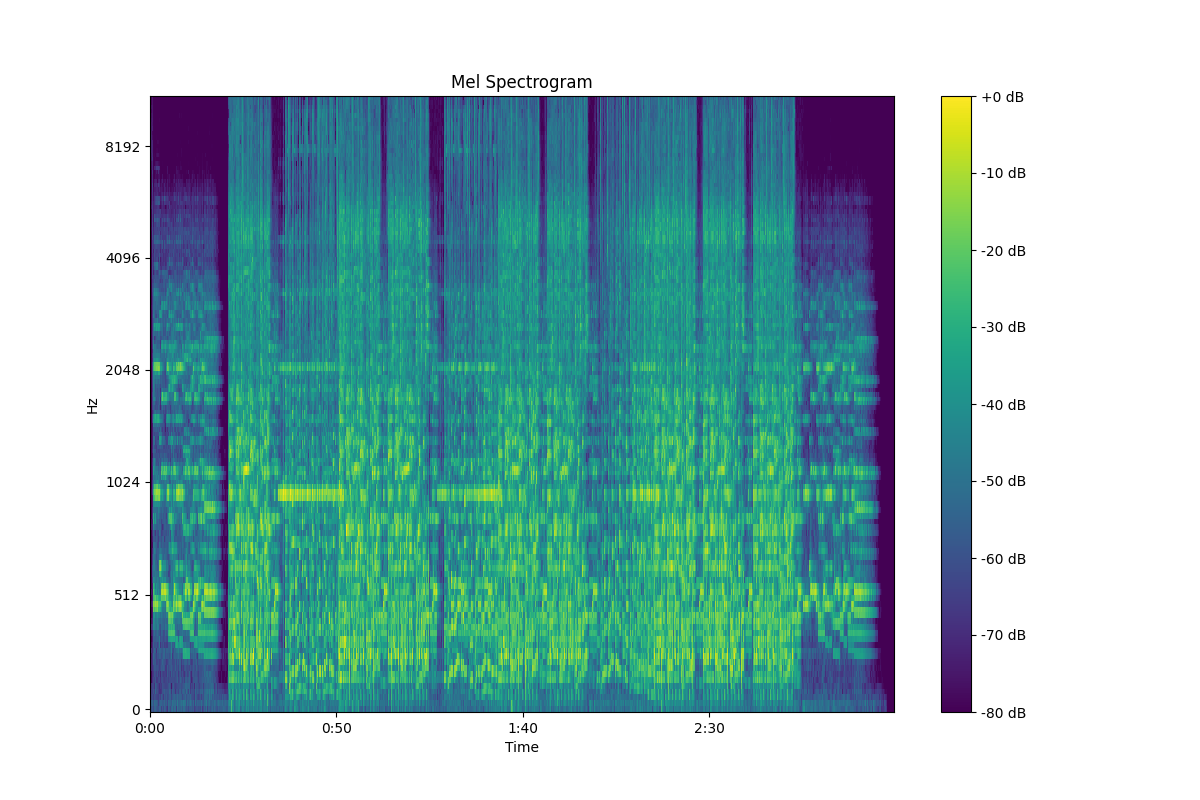 Mel Spectrogram
+0 dB
8192
-10 dB
-20 dB
4096
-30 dB
2048
-40 dB
Hz
1024
-50 dB
-60 dB
512
-70 dB
0
-80 dB
0:00
0:50
1:40
2:30
Time